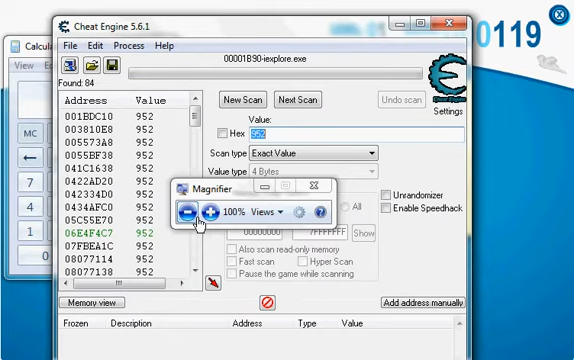 Calcula
View
MC
7
4
1
0
Cheat Engine 5.6.1
0119
File Edit Process Help
00001B90-iexplore.exe
Found: 84
Address Value
001BDC10 952
003810E8 952
005573A8 952
0055BF38 952
041C1638 952
0422AD20 952
042334D0 952
0434AFC0 952
05C55E70 952
06E4F4C7 952
07FBEA1C 952
08077114 952
08077138 952
New Scan Next Scan Undo scan
Settings
Value:
Hex 952
Scan type Exact Value
Value type 4 Bytes
Magnifier
100% Views
All
Unrandomizer
Enable Speedhack
00000000 7FFFFFFF Show
Also scan read-only memory
Fast scan Hyper Scan
Pause the game while scanning
Memory view Add address manually
Frozen Description Address Type Value